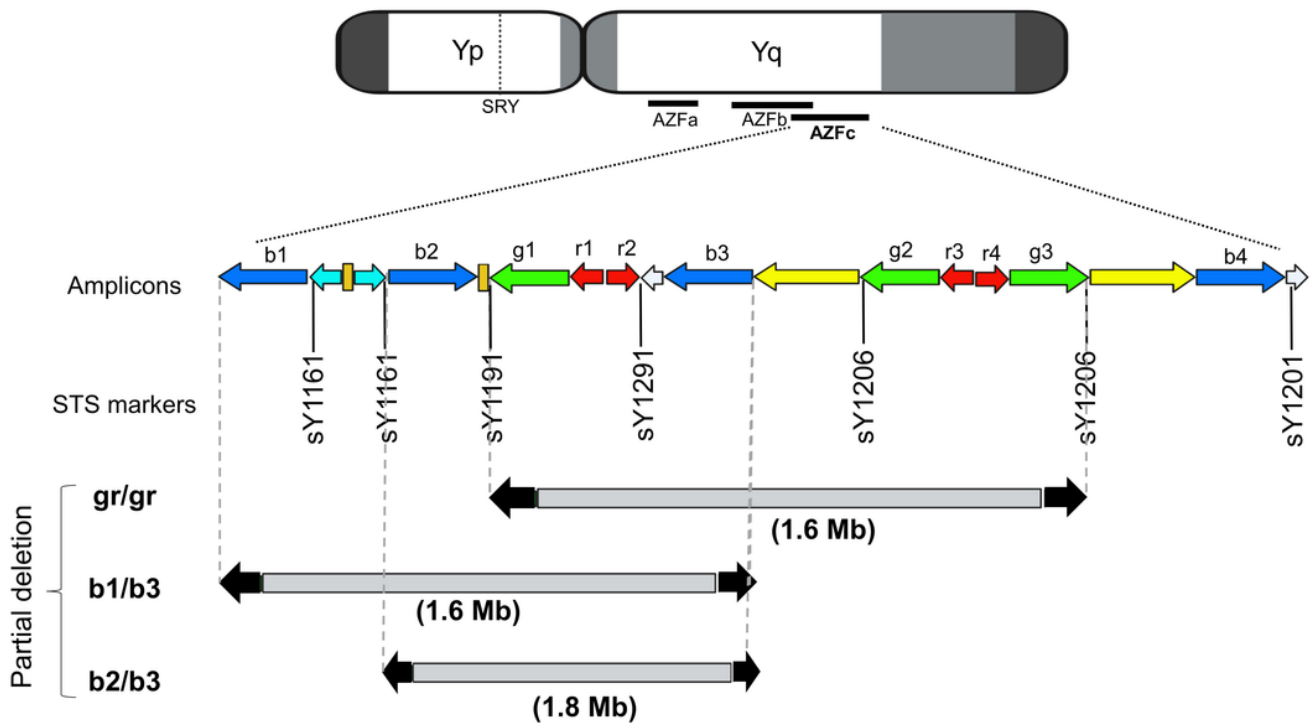 Yp Yq
SRY
AZFa AZFb
AZFc
b1 b2 g1 r1 r2 b3 g2 r3 r4 g3 b4
Amplicons
STS markers
sY1161 sY1161 sY1191 sY1291 sY1206 sY1206 sY1201
Partial deletion
gr/gr
(1.6 Mb)
b1/b3
(1.6 Mb)
b2/b3
(1.8 Mb)